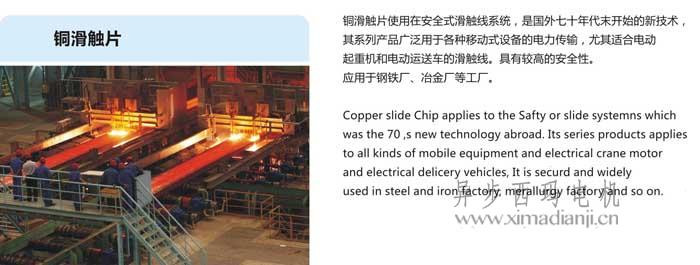 铜滑触片
铜滑触片使用在安全式滑触线系统，是国外七十年代末开始的新技术，
其系列产品广泛用于各种移动式设备的电力传输，尤其适合电动
起重机和电动运送车的滑触线。具有较高的安全性。
应用于钢铁厂、冶金厂等工厂。
Copper slide Chip applies to the Safty or slide systemns which
was the 70 ,s new technology abroad. Its series products applies
to all kinds of mobile equipment and electrical crane motor
and electrical delicery vehicles, It is securd and widely
used in steel and iron factory, merallurgy factory and so on.
异步西玛电机
www.ximadianji.cn